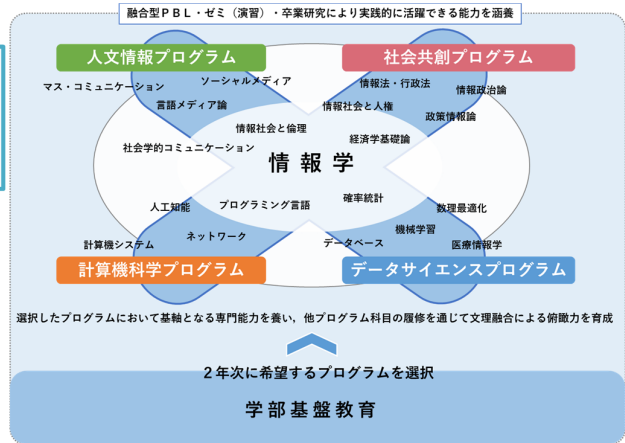 融合型PBL・ゼミ（演習）・卒業研究により実践的に活躍できる能力を涵養
人文情報プログラム
社会共創プログラム
マス・コミュニケーション
ソーシャルメディア
言語メディア論
情報法・行政法
情報政治論
情報社会と人権
政策情報論
情報社会と倫理
経済学基礎論
社会学的コミュニケーション
情報学
人工知能
プログラミング言語
確率統計
数理最適化
ネットワーク
機械学習
計算機システム
データベース
医療情報学
計算機科学プログラム
データサイエンスプログラム
選択したプログラムにおいて基軸となる専門能力を養い，他プログラム科目の履修を通じて文理融合による俯瞰力を育成
２年次に希望するプログラムを選択
学部基盤教育